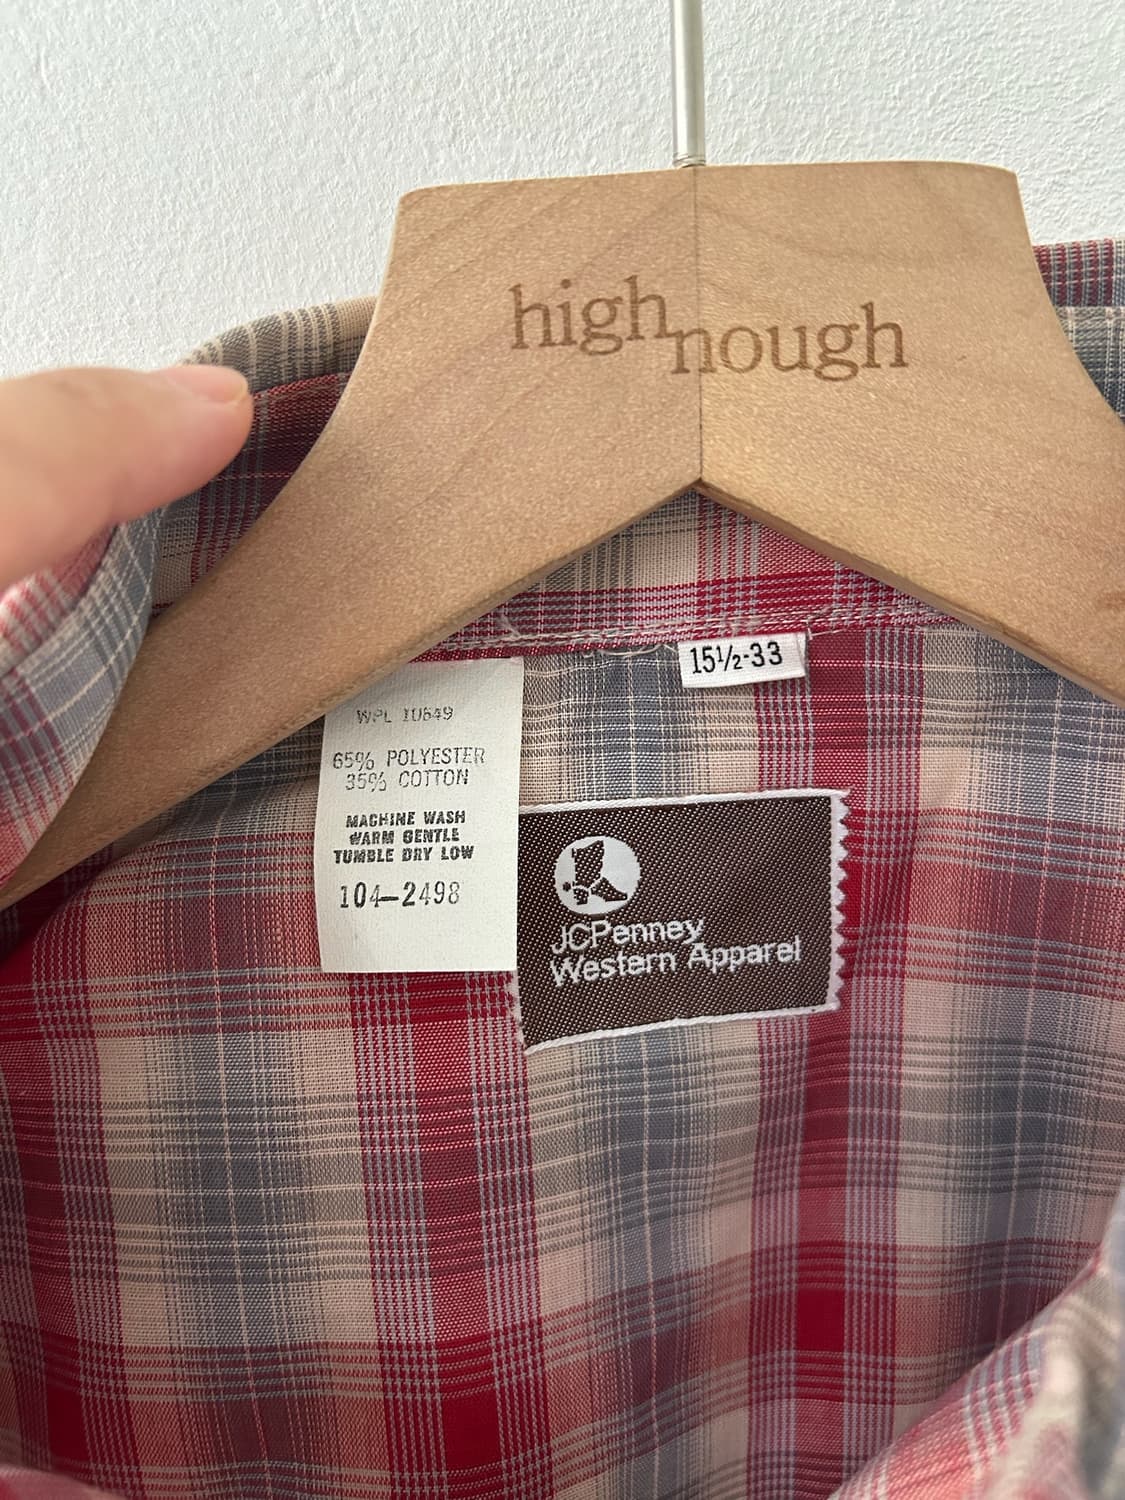 high nough
15½-33
WPL 10649
65% POLYESTER
35% COTTON
MACHINE WASH
WARM GENTLE
TUMBLE DRY LOW
104-2498
JCPenney
Western Apparel